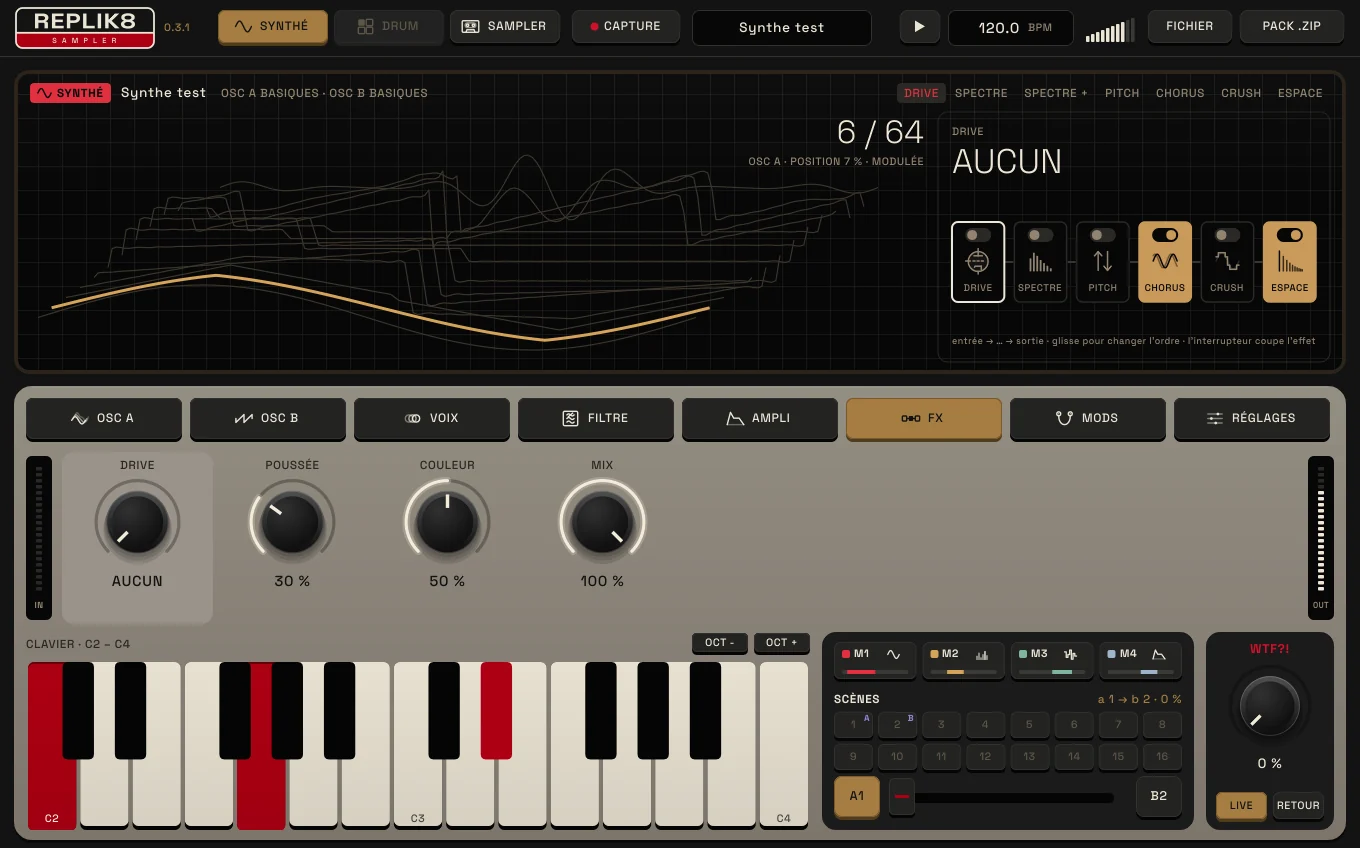 REPLIK8
SAMPLER
0.3.1
SYNTHÉ
DRUM
SAMPLER
CAPTURE
Synthe test
120.0 BPM
FICHIER
PACK .ZIP
SYNTHÉ Synthe test OSC A BASIQUES · OSC B BASIQUES
DRIVE SPECTRE SPECTRE + PITCH CHORUS CRUSH ESPACE
6 / 64
OSC A · POSITION 7 % · MODULÉE
DRIVE
AUCUN
DRIVE SPECTRE PITCH CHORUS CRUSH ESPACE
entrée → … → sortie · glisse pour changer l'ordre · l'interrupteur coupe l'effet
OSC A OSC B VOIX FILTRE AMPLI FX MODS RÉGLAGES
DRIVE POUSSÉE COULEUR MIX
AUCUN 30 % 50 % 100 %
IN OUT
CLAVIER · C2 – C4 OCT - OCT +
C2 C3 C4
M1 M2 M3 M4
SCÈNES a 1 → b 2 · 0 %
1 A 2 B 3 4 5 6 7 8
9 10 11 12 13 14 15 16
A1 B2
WTF?!
0 %
LIVE RETOUR